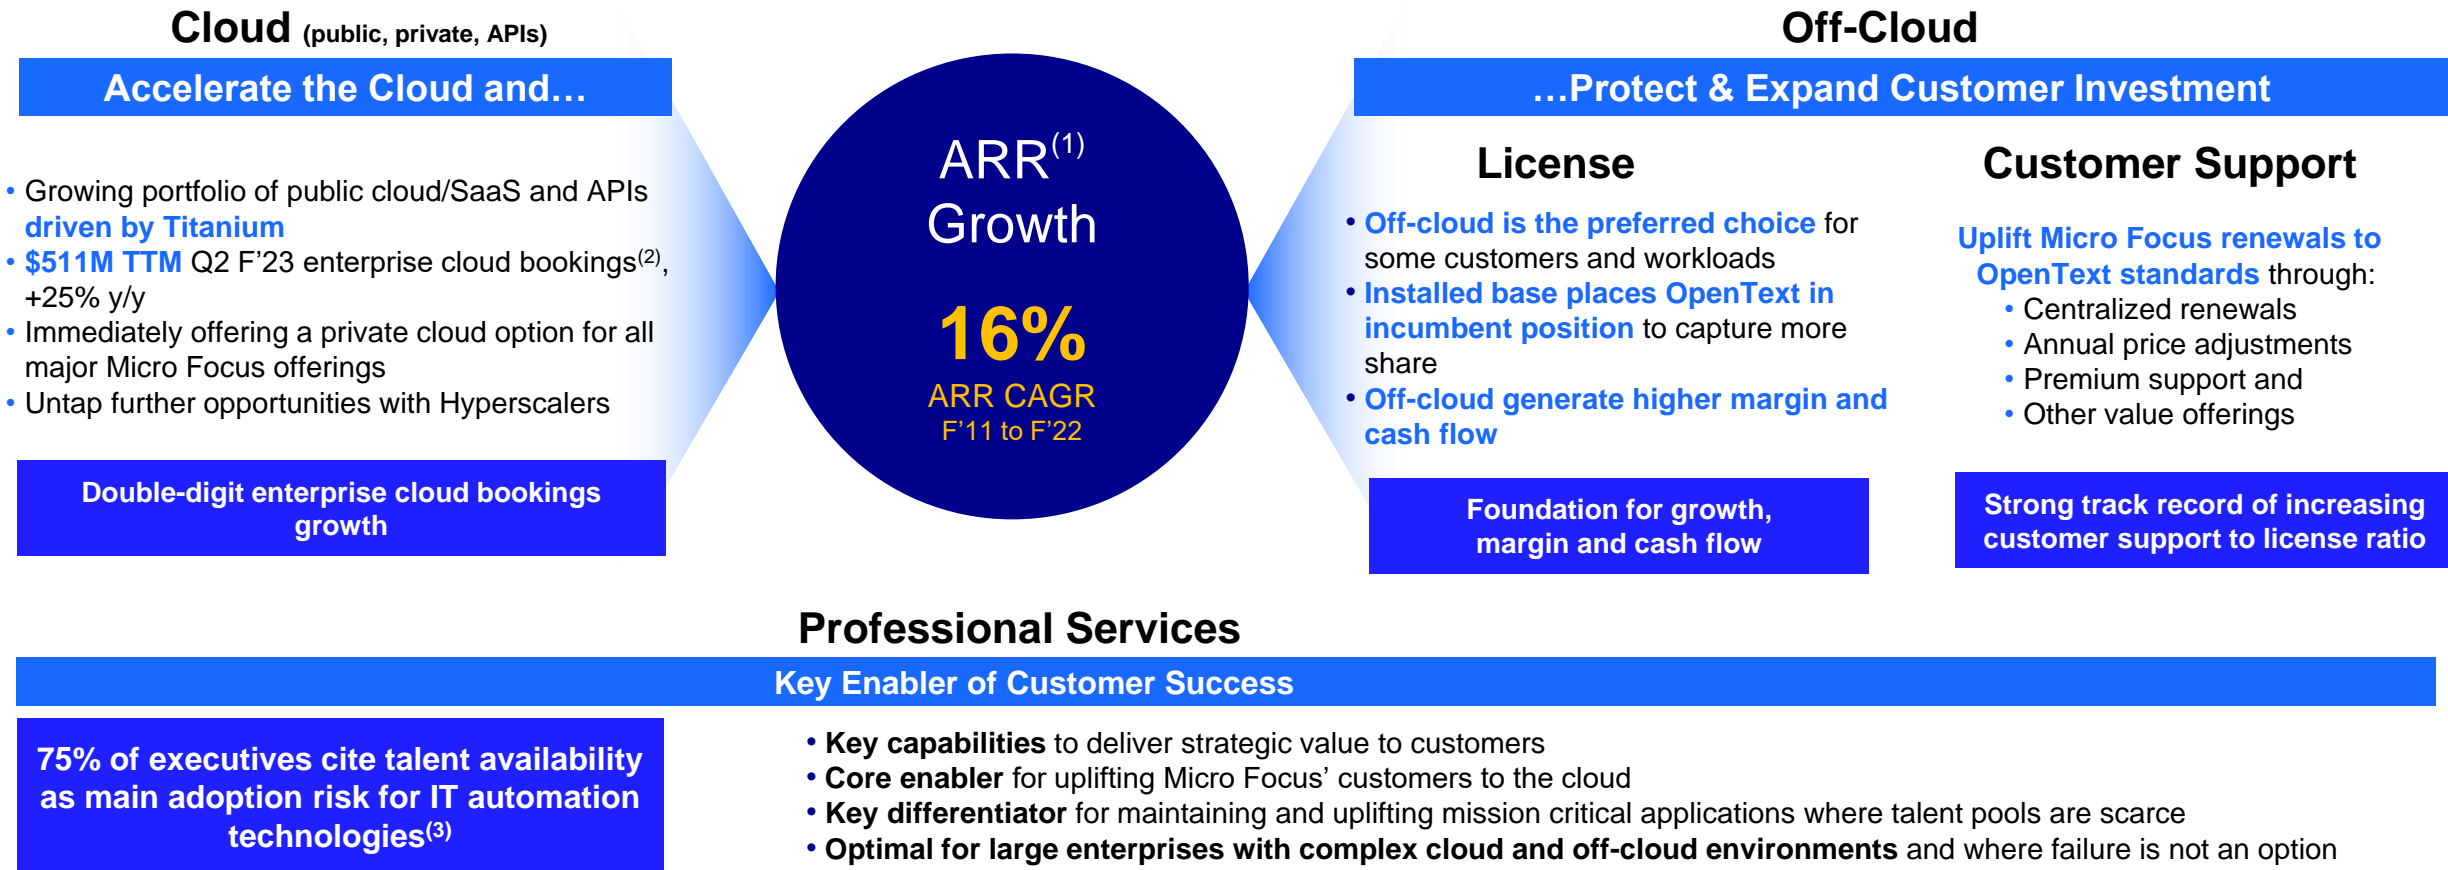 Cloud (public, private, APIs)
Accelerate the Cloud and…
• Growing portfolio of public cloud/SaaS and APIs
driven by Titanium
• $511M TTM Q2 F’23 enterprise cloud bookings(2),
+25% y/y
• Immediately offering a private cloud option for all
major Micro Focus offerings
• Untap further opportunities with Hyperscalers
Double-digit enterprise cloud bookings
growth
ARR(1)
Growth
16%
ARR CAGR
F’11 to F’22
Off-Cloud
…Protect & Expand Customer Investment
License
• Off-cloud is the preferred choice for
some customers and workloads
• Installed base places OpenText in
incumbent position to capture more
share
• Off-cloud generate higher margin and
cash flow
Foundation for growth,
margin and cash flow
Customer Support
Uplift Micro Focus renewals to
OpenText standards through:
• Centralized renewals
• Annual price adjustments
• Premium support and
• Other value offerings
Strong track record of increasing
customer support to license ratio
Professional Services
Key Enabler of Customer Success
75% of executives cite talent availability
as main adoption risk for IT automation
technologies(3)
• Key capabilities to deliver strategic value to customers
• Core enabler for uplifting Micro Focus’ customers to the cloud
• Key differentiator for maintaining and uplifting mission critical applications where talent pools are scarce
• Optimal for large enterprises with complex cloud and off-cloud environments and where failure is not an option